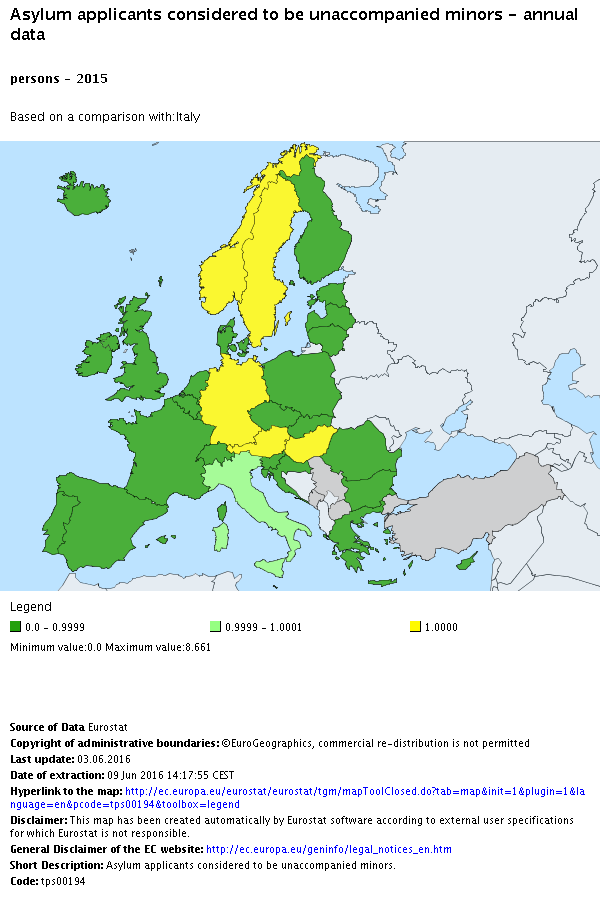 Asylum applicants considered to be unaccompanied minors - annual
data
persons - 2015
Based on a comparison with:Italy
Legend
0.0 - 0.9999
0.9999 - 1.0001
1.0000
Minimum value:0.0 Maximum value:8.661
Source of Data Eurostat
Copyright of administrative boundaries: ©EuroGeographics, commercial re-distribution is not permitted
Last update: 03.06.2016
Date of extraction: 09 Jun 2016 14:17:55 CEST
Hyperlink to the map: http://ec.europa.eu/eurostat/eurostat/tgm/mapToolClosed.do?tab=map&init=1&plugin=1&la
nguage=en&pcode=tps00194&toolbox=legend
Disclaimer: This map has been created automatically by Eurostat software according to external user specifications
for which Eurostat is not responsible.
General Disclaimer of the EC website: http://ec.europa.eu/geninfo/legal_notices_en.htm
Short Description: Asylum applicants considered to be unaccompanied minors.
Code: tps00194